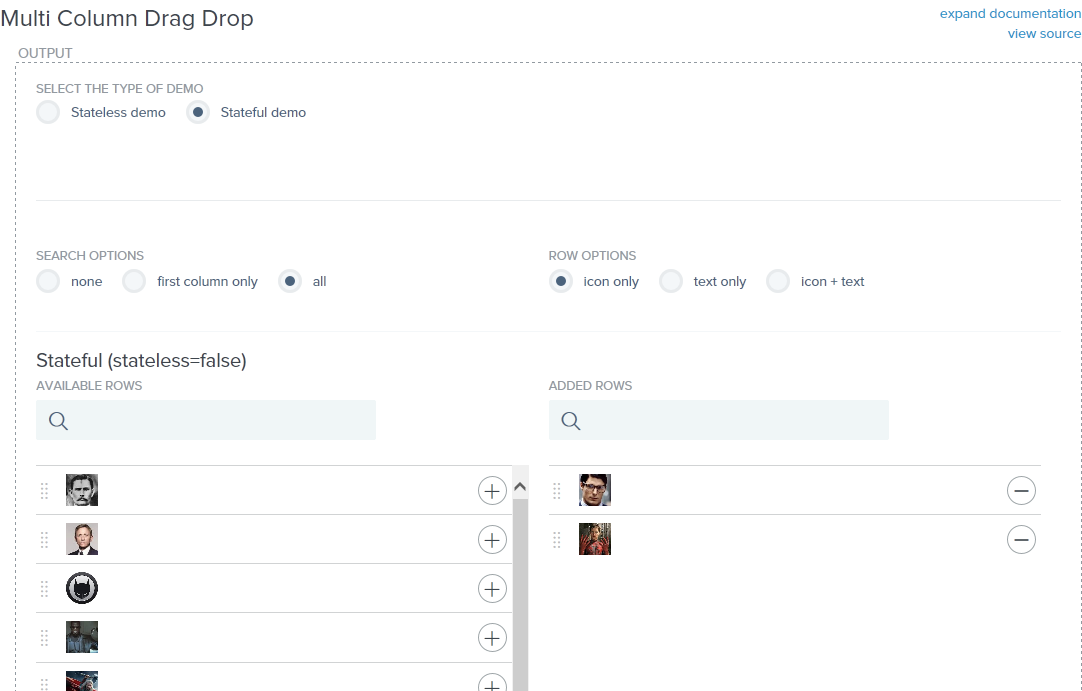 Multi Column Drag Drop
expand documentation
view source
OUTPUT
SELECT THE TYPE OF DEMO
Stateless demo
Stateful demo
SEARCH OPTIONS
none
first column only
all
ROW OPTIONS
icon only
text only
icon + text
Stateful (stateless=false)
AVAILABLE ROWS
ADDED ROWS